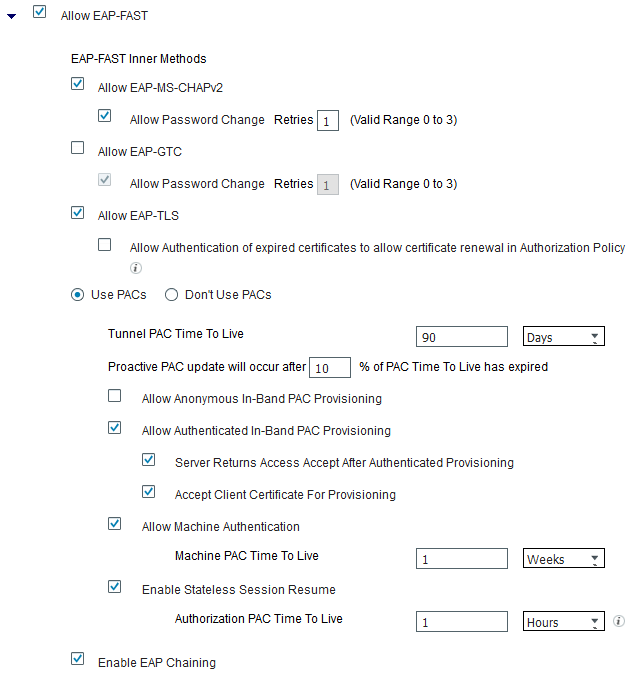 Allow EAP-FAST
EAP-FAST Inner Methods
Allow EAP-MS-CHAPv2
Allow Password Change Retries 1 (Valid Range 0 to 3)
Allow EAP-GTC
Allow Password Change Retries 1 (Valid Range 0 to 3)
Allow EAP-TLS
Allow Authentication of expired certificates to allow certificate renewal in Authorization Policy
i
Use PACs Don't Use PACs
Tunnel PAC Time To Live 90 Days
Proactive PAC update will occur after 10 % of PAC Time To Live has expired
Allow Anonymous In-Band PAC Provisioning
Allow Authenticated In-Band PAC Provisioning
Server Returns Access Accept After Authenticated Provisioning
Accept Client Certificate For Provisioning
Allow Machine Authentication
Machine PAC Time To Live 1 Weeks
Enable Stateless Session Resume
Authorization PAC Time To Live 1 Hours i
Enable EAP Chaining